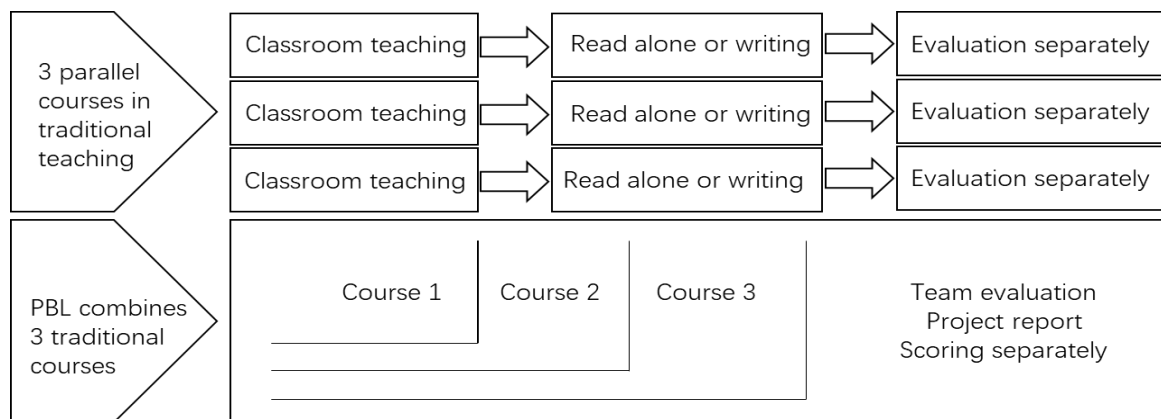 3 parallel
courses in
traditional
teaching
Classroom teaching
Read alone or writing
Evaluation separately
Classroom teaching
Read alone or writing
Evaluation separately
Classroom teaching
Read alone or writing
Evaluation separately
PBL combines
3 traditional
courses
Course 1
Course 2
Course 3
Team evaluation
Project report
Scoring separately